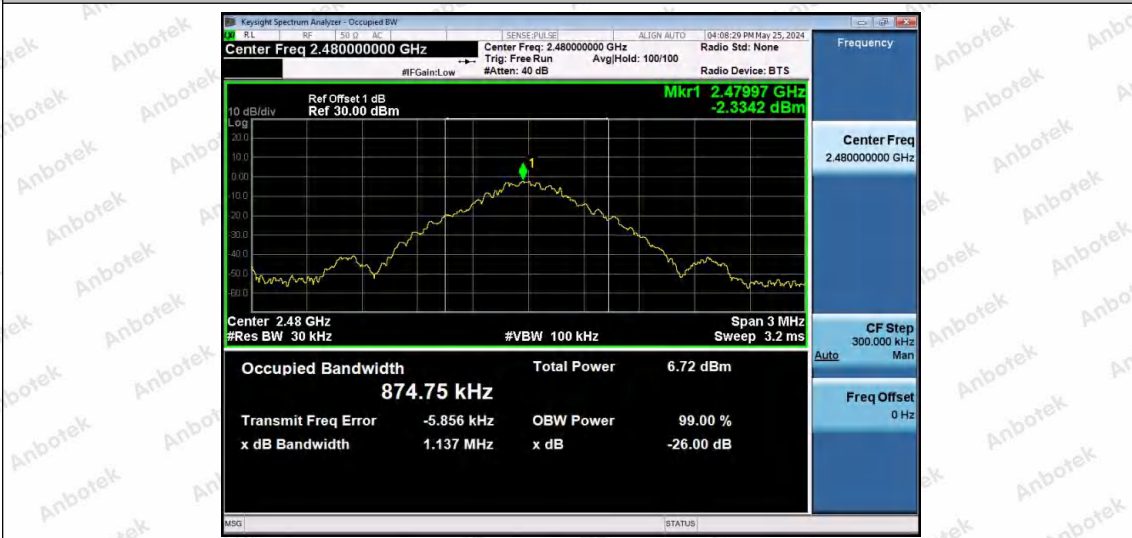 Keysight Spectrum Analyzer - Occupied BW
RL RF 50 Ω AC SENSE:PULSE ALIGN AUTO 04:08:29 PM May 25, 2024
Center Freq 2.480000000 GHz
Center Freq: 2.480000000 GHz
Radio Std: None
Trig: Free Run Avg|Hold: 100/100
#IFGain:Low #Atten: 40 dB
Radio Device: BTS
Frequency
Mkr1 2.47997 GHz
-2.3342 dBm
Ref Offset 1 dB
10 dB/div Ref 30.00 dBm
Log
20.0
10.0
0.00
-10.0
-20.0
-30.0
-40.0
-50.0
-60.0
1
Center 2.48 GHz
Span 3 MHz
#Res BW 30 kHz #VBW 100 kHz Sweep 3.2 ms
Center Freq
2.480000000 GHz
CF Step
300.000 kHz
Auto Man
Freq Offset
0 Hz
Occupied Bandwidth
874.75 kHz
Total Power 6.72 dBm
Transmit Freq Error -5.856 kHz OBW Power 99.00 %
x dB Bandwidth 1.137 MHz x dB -26.00 dB
MSG STATUS
Anbotek